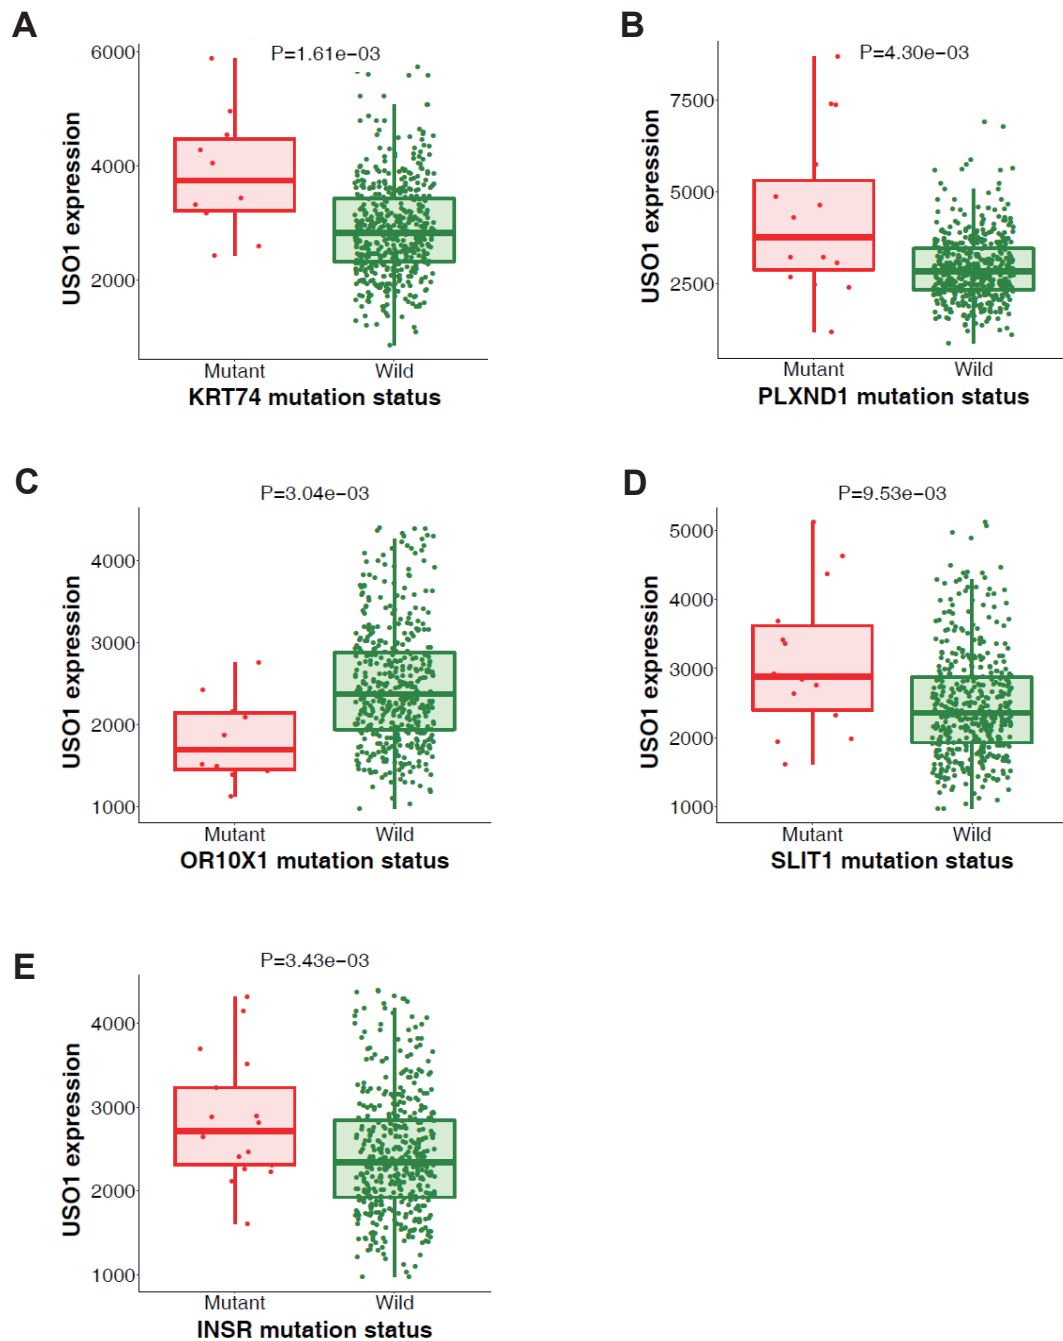 A
P=1.61e−03
USO1 expression
6000
4000
2000
Mutant Wild
KRT74 mutation status
B
P=4.30e−03
USO1 expression
7500
5000
2500
Mutant Wild
PLXND1 mutation status
C
P=3.04e−03
USO1 expression
4000
3000
2000
1000
Mutant Wild
OR10X1 mutation status
D
P=9.53e−03
USO1 expression
5000
4000
3000
2000
1000
Mutant Wild
SLIT1 mutation status
E
P=3.43e−03
USO1 expression
4000
3000
2000
1000
Mutant Wild
INSR mutation status